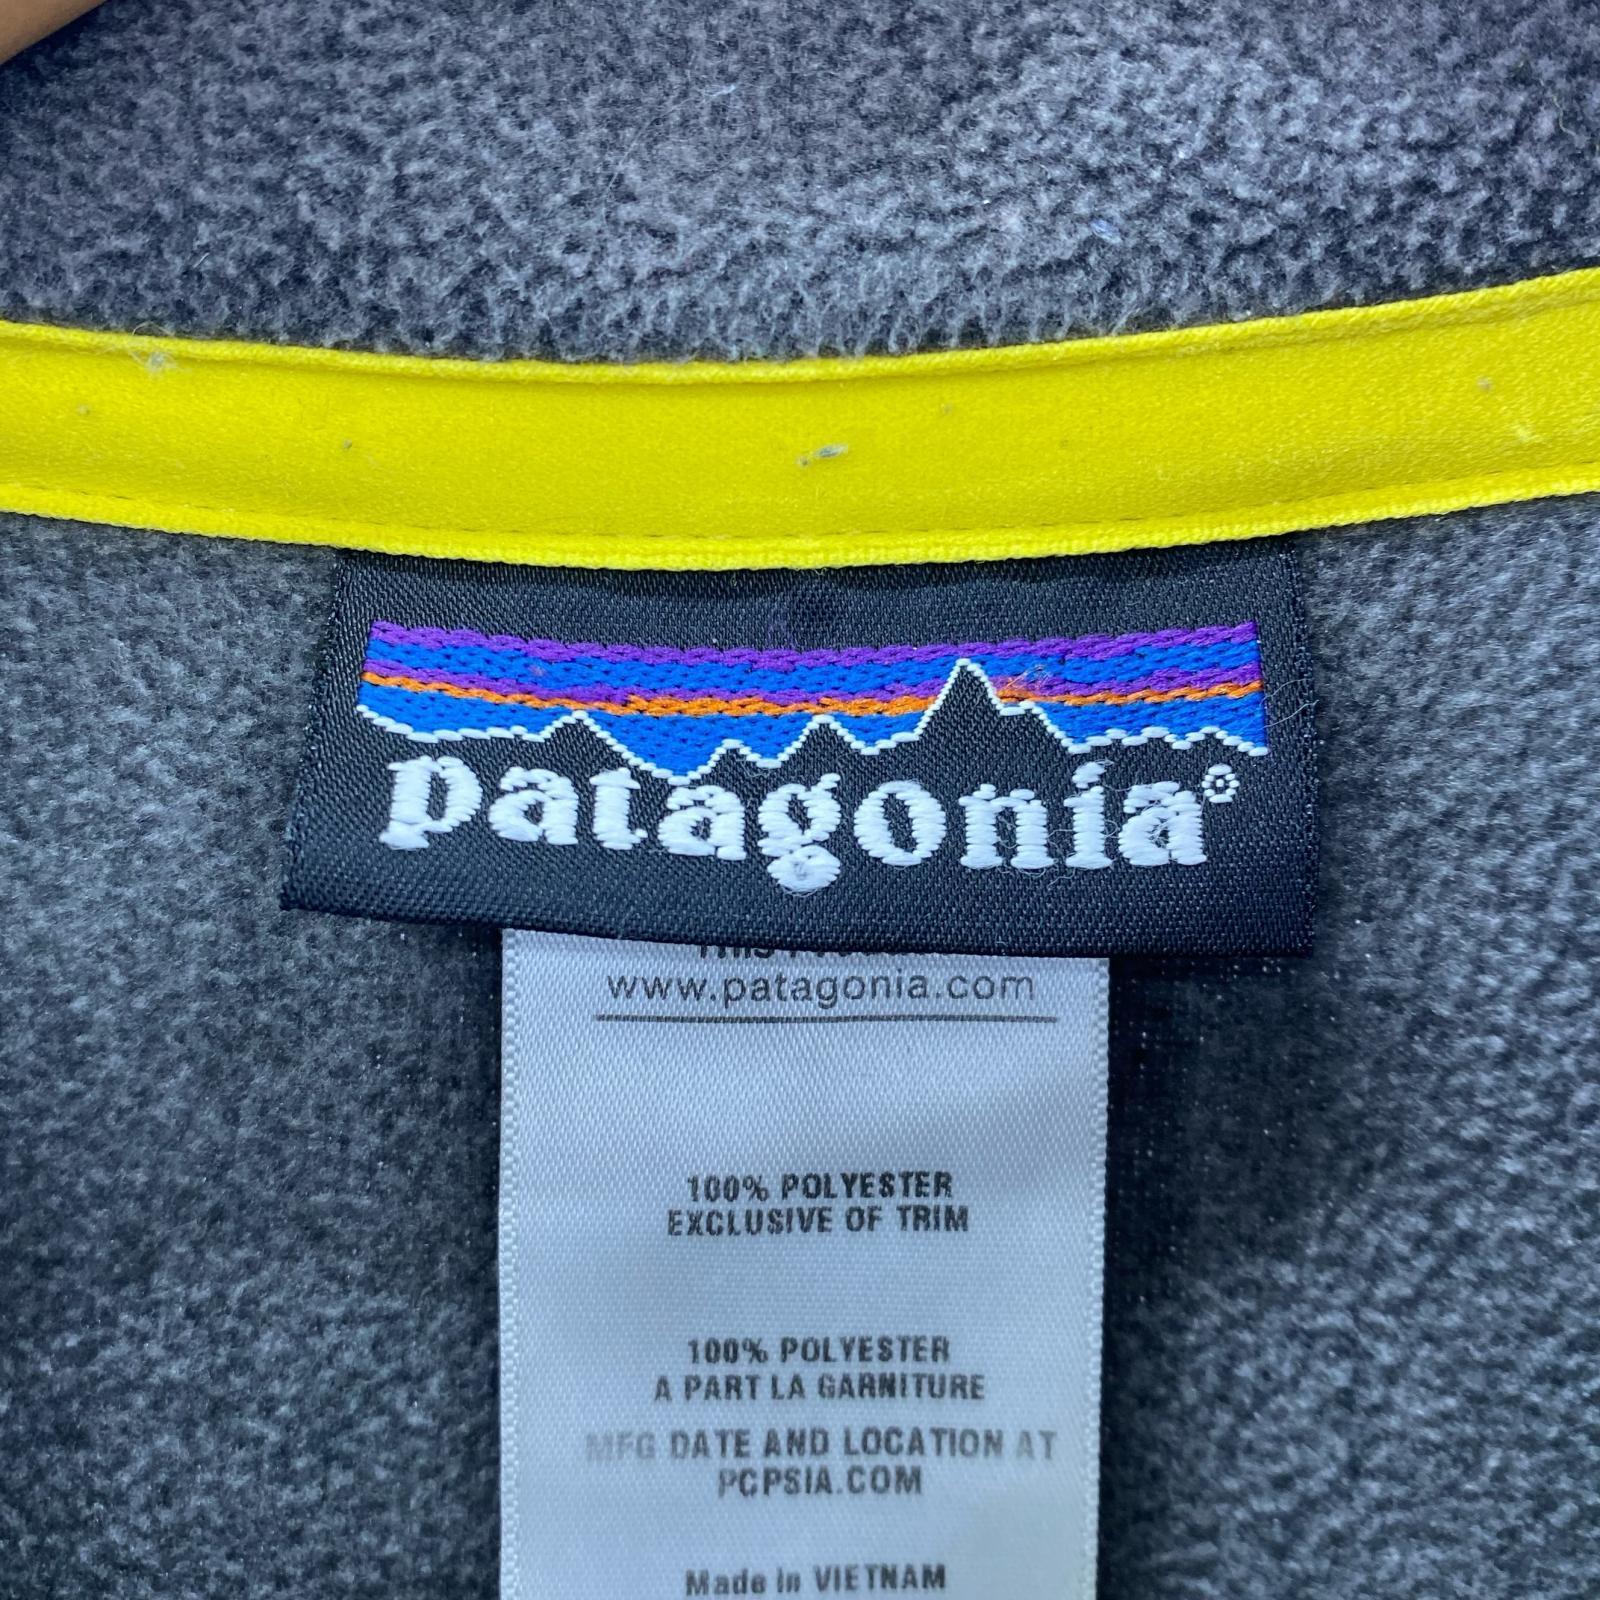 patagonia®
www.patagonia.com
100% POLYESTER
EXCLUSIVE OF TRIM
100% POLYESTER
A PART LA GARNITURE
MFG DATE AND LOCATION AT
PCPSIA.COM
Made in VIETNAM